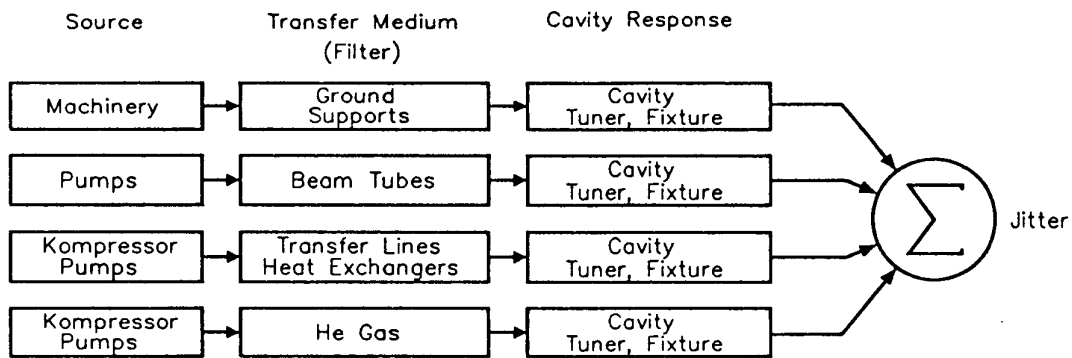 Source Transfer Medium Cavity Response
(Filter)
Machinery
Ground
Supports
Cavity
Tuner, Fixture
Pumps
Beam Tubes
Cavity
Tuner, Fixture
Kompressor
Pumps
Transfer Lines
Heat Exchangers
Cavity
Tuner, Fixture
Kompressor
Pumps
He Gas
Cavity
Tuner, Fixture
Σ
Jitter